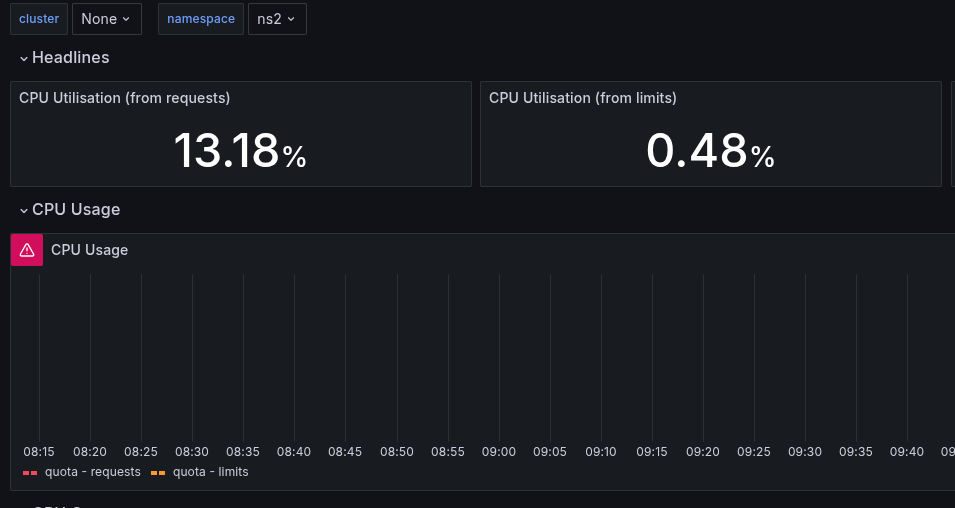 cluster None namespace ns2
Headlines
CPU Utilisation (from requests) CPU Utilisation (from limits)
13.18% 0.48%
CPU Usage
CPU Usage
08:15 08:20 08:25 08:30 08:35 08:40 08:45 08:50 08:55 09:00 09:05 09:10 09:15 09:20 09:25 09:30 09:35 09:40
quota - requests quota - limits